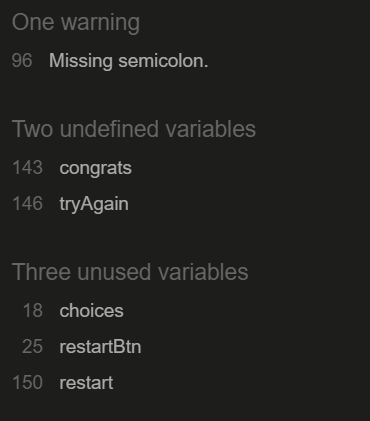 One warning
96 Missing semicolon.
Two undefined variables
143 congrats
146 tryAgain
Three unused variables
18 choices
25 restartBtn
150 restart